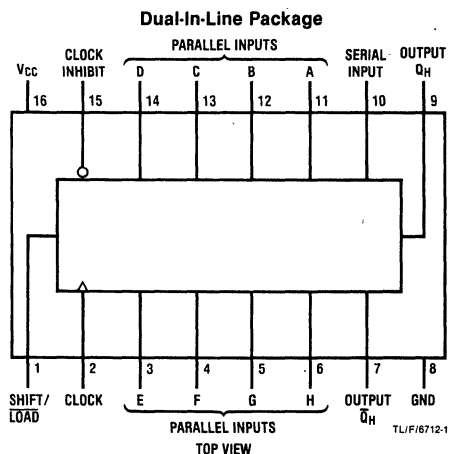 Dual-In-Line Package
PARALLEL INPUTS
CLOCK SERIAL OUTPUT
VCC INHIBIT D C B A INPUT QH
16 15 14 13 12 11 10 9
1 2 3 4 5 6 7 8
SHIFT/ CLOCK E F G H OUTPUT GND
LOAD PARALLEL INPUTS Q̅H
TL/F/6712-1
TOP VIEW